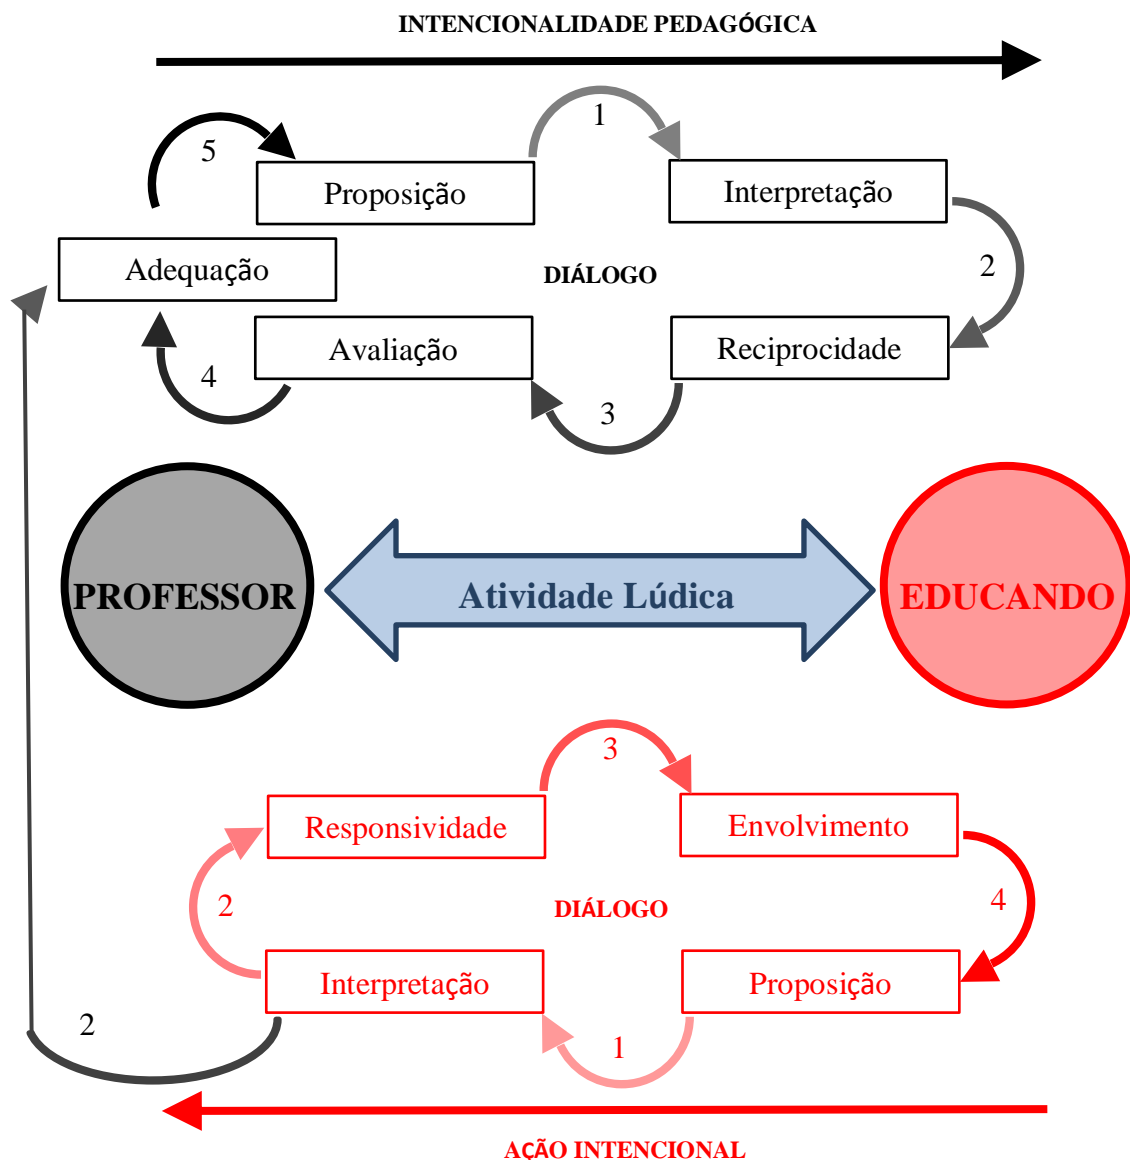 INTENCIONALIDADE PEDAGÓGICA
1
5
Proposição
Interpretação
Adequação
DIÁLOGO
2
Avaliação
Reciprocidade
4
3
PROFESSOR
Atividade Lúdica
EDUCANDO
3
Responsividade
Envolvimento
2
DIÁLOGO
4
Interpretação
Proposição
2
1
AÇÃO INTENCIONAL